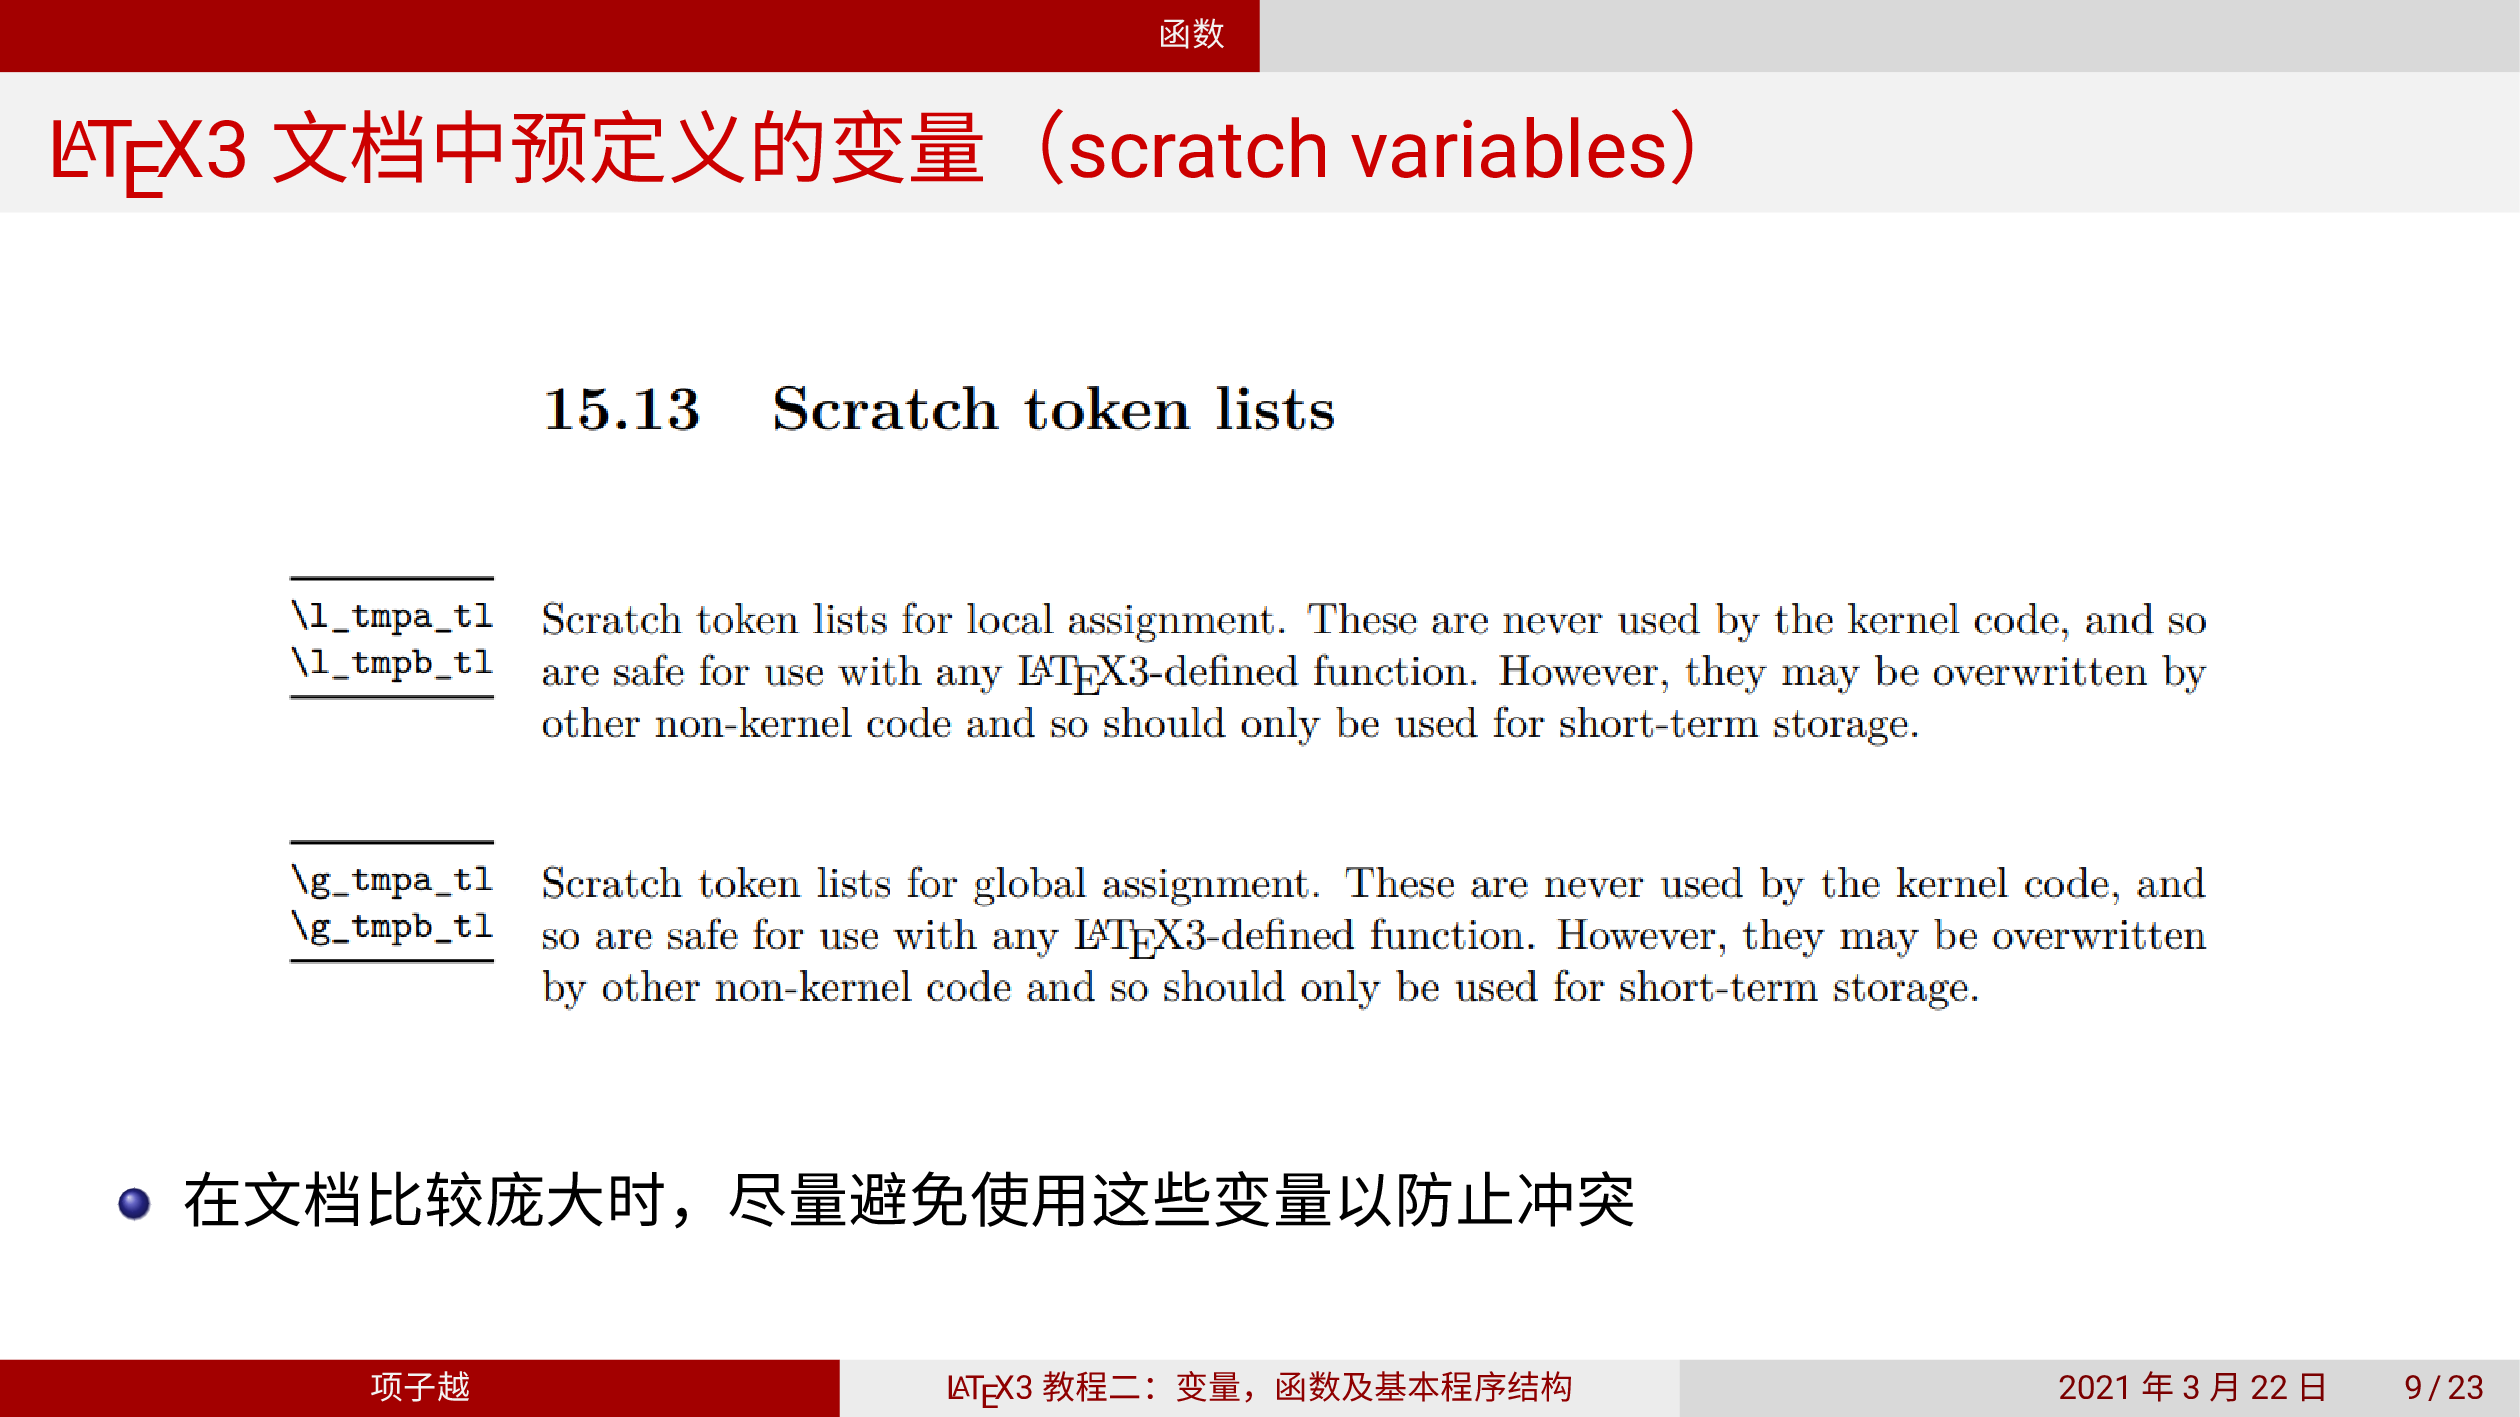 函数
LATEX3 文档中预定义的变量（scratch variables）
15.13 Scratch token lists
\l_tmpa_tl
\l_tmpb_tl
Scratch token lists for local assignment. These are never used by the kernel code, and so
are safe for use with any LATEX3-defined function. However, they may be overwritten by
other non-kernel code and so should only be used for short-term storage.
\g_tmpa_tl
\g_tmpb_tl
Scratch token lists for global assignment. These are never used by the kernel code, and
so are safe for use with any LATEX3-defined function. However, they may be overwritten
by other non-kernel code and so should only be used for short-term storage.
在文档比较庞大时，尽量避免使用这些变量以防止冲突
项子越
LATEX3 教程二：变量，函数及基本程序结构
2021 年 3 月 22 日
9 / 23